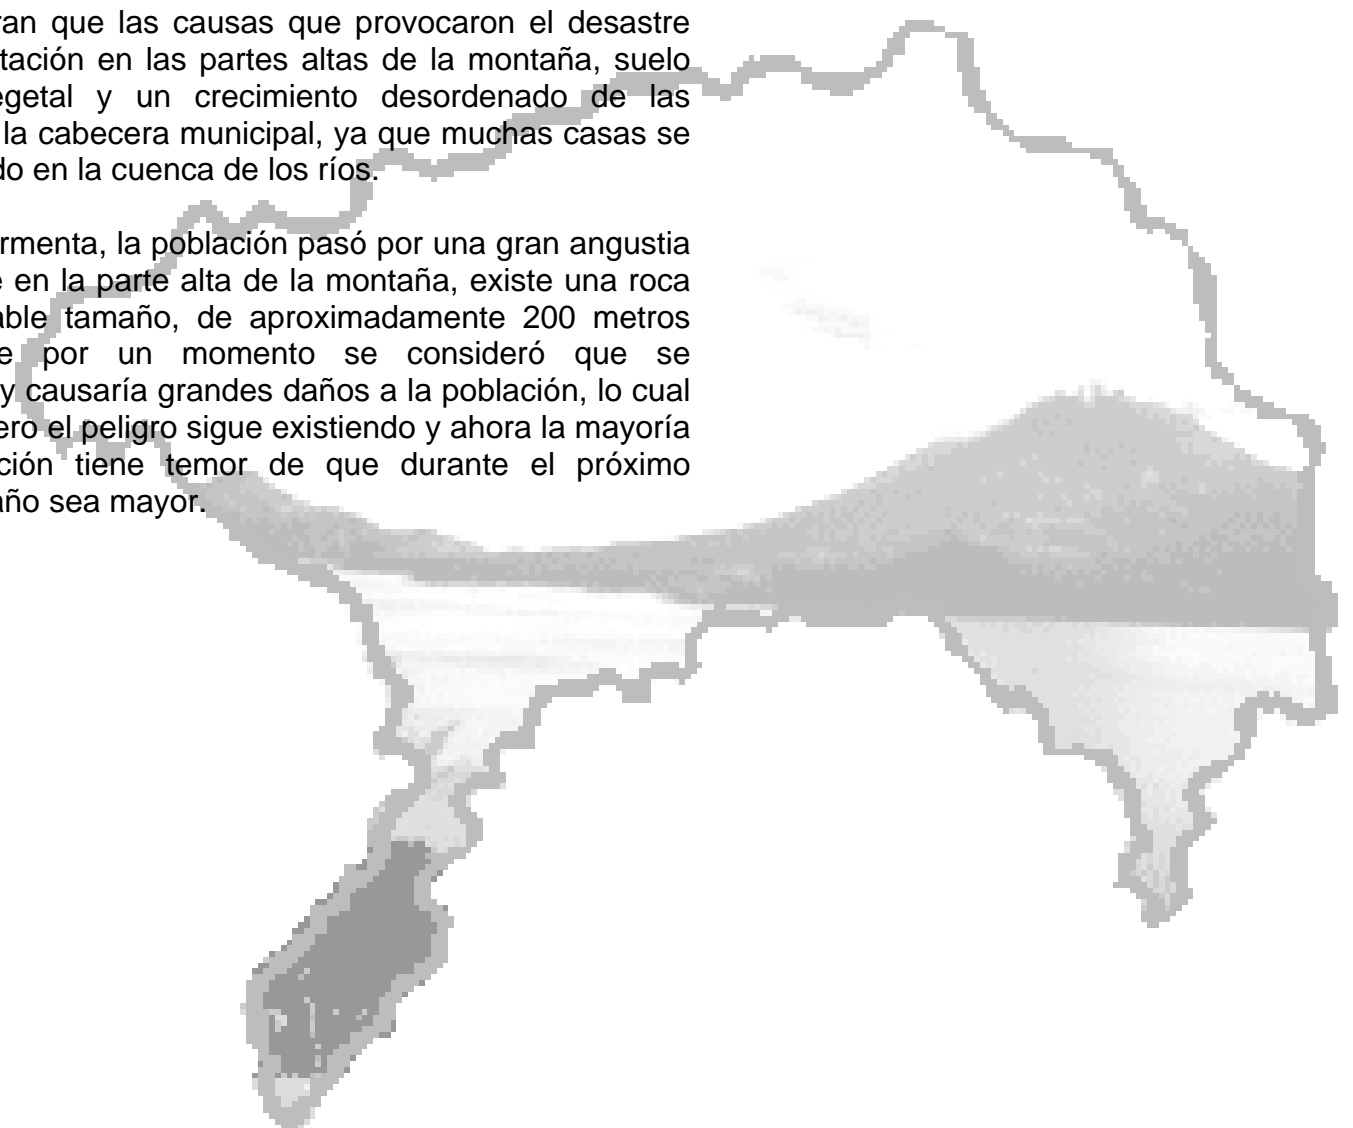 ran que las causas que provocaron el desastre
tación en las partes altas de la montaña, suelo
egetal y un crecimiento desordenado de las
la cabecera municipal, ya que muchas casas se
do en la cuenca de los ríos.
rmenta, la población pasó por una gran angustia
e en la parte alta de la montaña, existe una roca
able tamaño, de aproximadamente 200 metros
e por un momento se consideró que se
y causaría grandes daños a la población, lo cual
ero el peligro sigue existiendo y ahora la mayoría
ción tiene temor de que durante el próximo
año sea mayor.